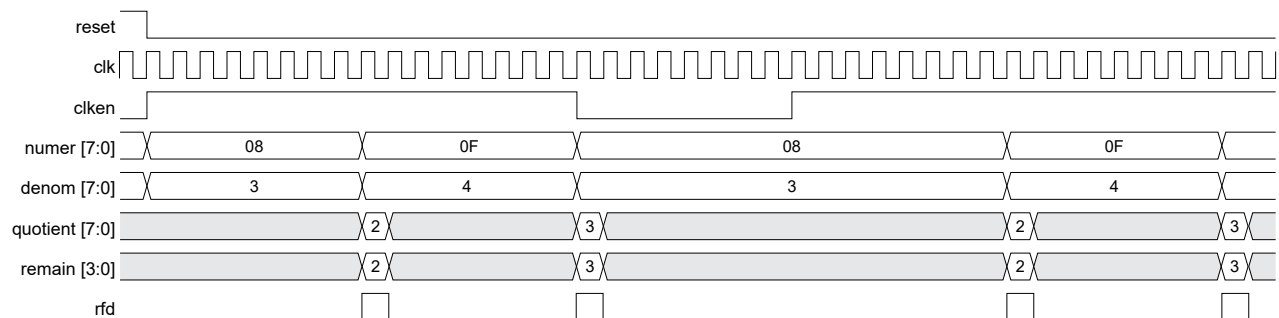 reset
clk
clken
numer [7:0] 08 0F 08 0F
denom [7:0] 3 4 3 4
quotient [7:0] 2 3 2 3
remain [3:0] 2 3 2 3
rfd